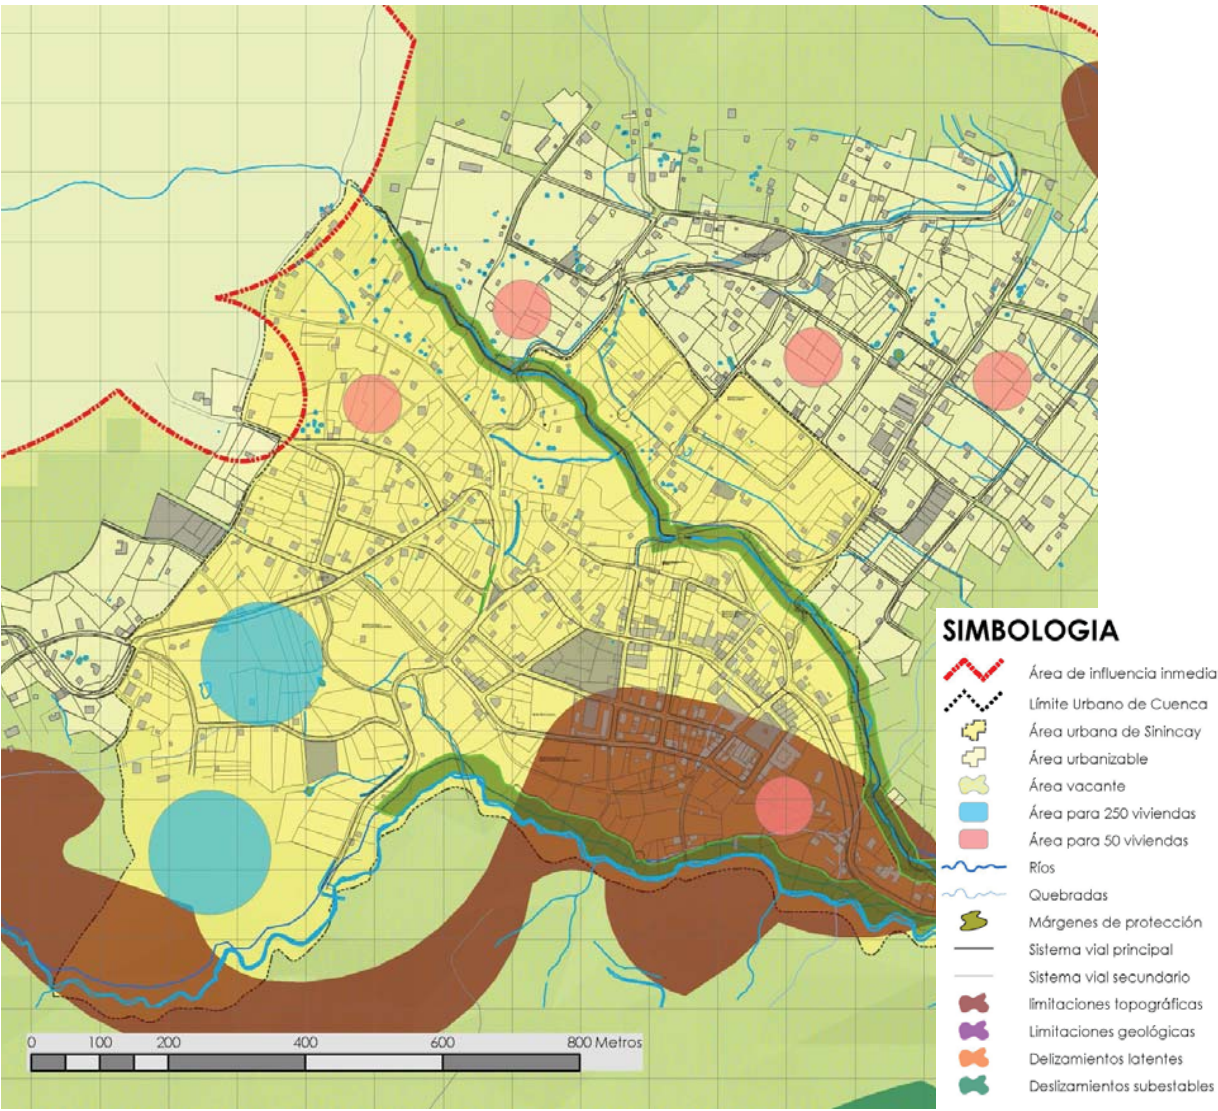 SIMBOLOGIA
Área de influencia inmedia
Límite Urbano de Cuenca
Área urbana de Sinincay
Área urbanizable
Área vacante
Área para 250 viviendas
Área para 50 viviendas
Ríos
Quebradas
Márgenes de protección
Sistema vial principal
Sistema vial secundario
limitaciones topográficas
Limitaciones geológicas
Delizamientos latentes
Deslizamientos subestables
0 100 200 400 600 800 Metros